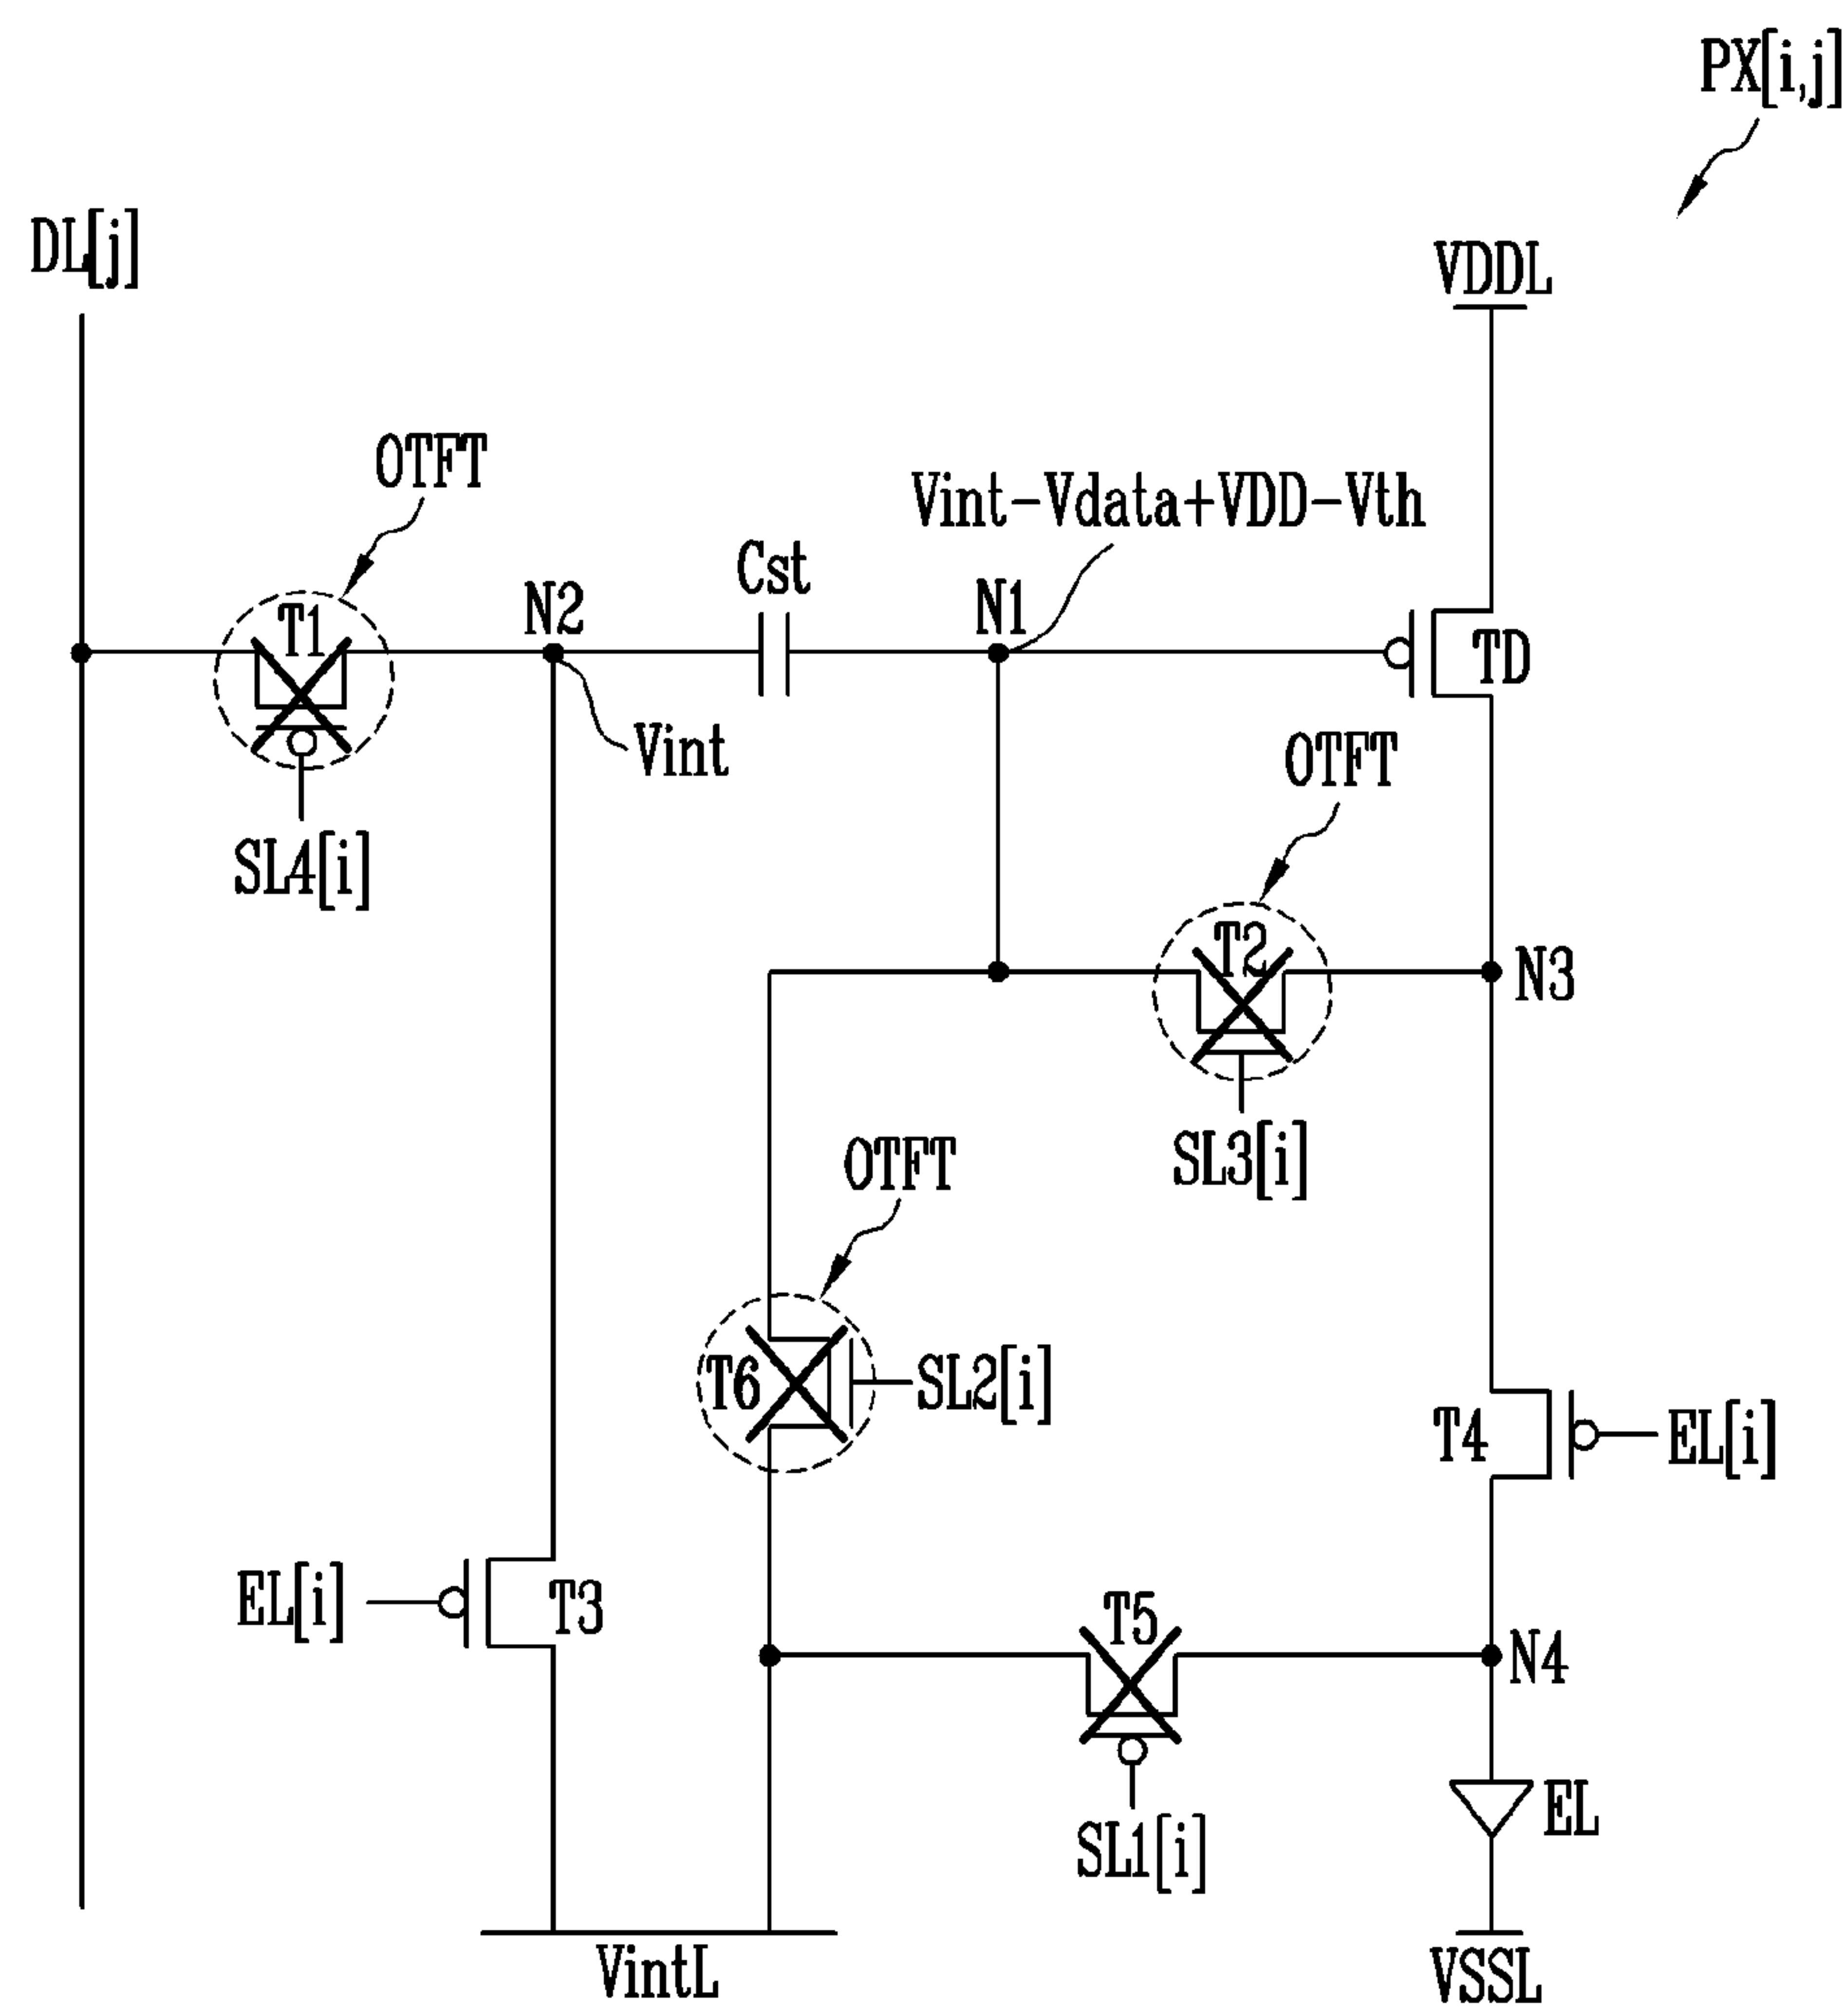 PX[i,j]
DL[j]
VDDL
OTFT
Vint-Vdata+VDD-Vth
Cst
T1
N2
N1
TD
Vint
OTFT
SL4[i]
T2
N3
SL3[i]
OTFT
T6
SL2[i]
T4
EL[i]
EL[i]
T3
T5
N4
EL
SL1[i]
VintL
VSSL